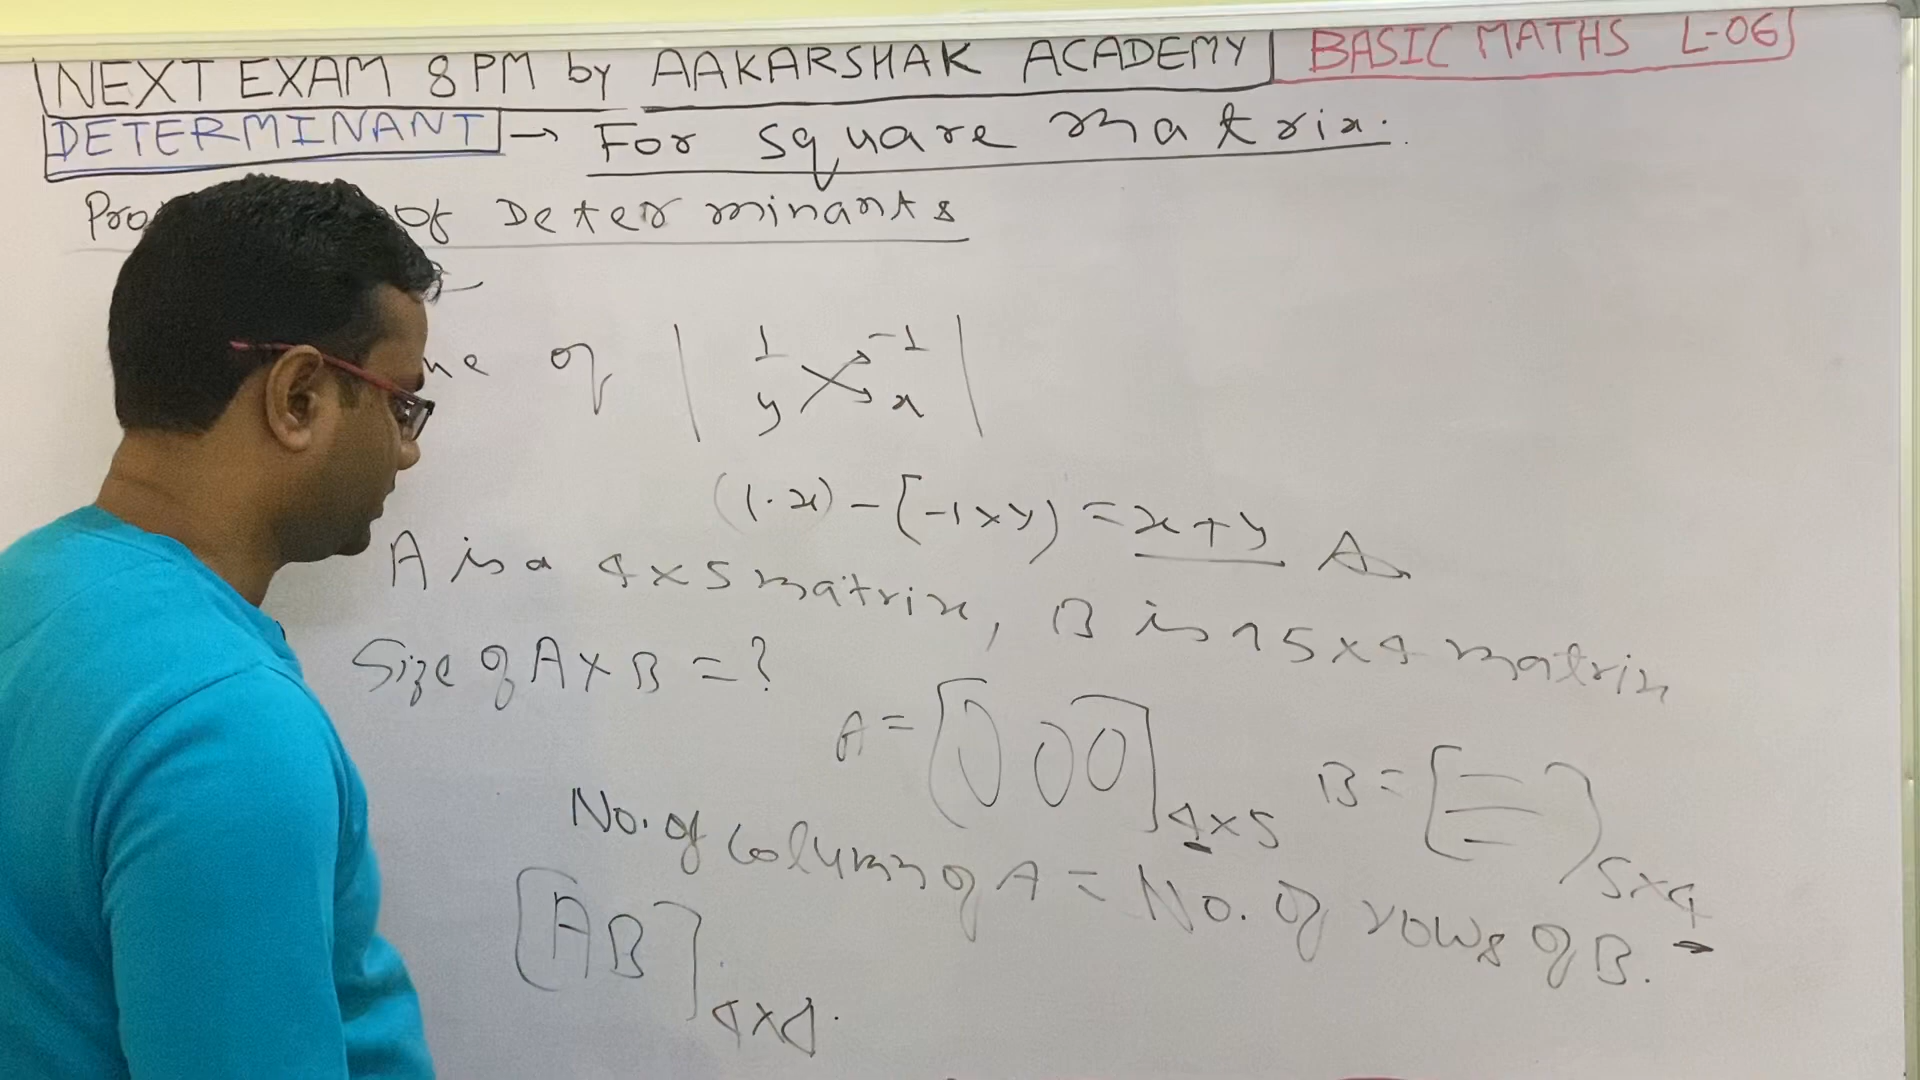 NEXT EXAM 8 PM by AAKARSHAK ACADEMY | BASIC MATHS L-06
DETERMINANT → For square matrix.
of Determinants
of | 1 -1 |
y x
(1·x) - [-1×y) = x+y A
A is a 4×5 matrix, B is a 5×4 matrix
Size of A×B = ?
A = [ ] 4×5 B = [ ] 5×4
No. of columns of A = No. of rows of B.
[AB] 4×4.